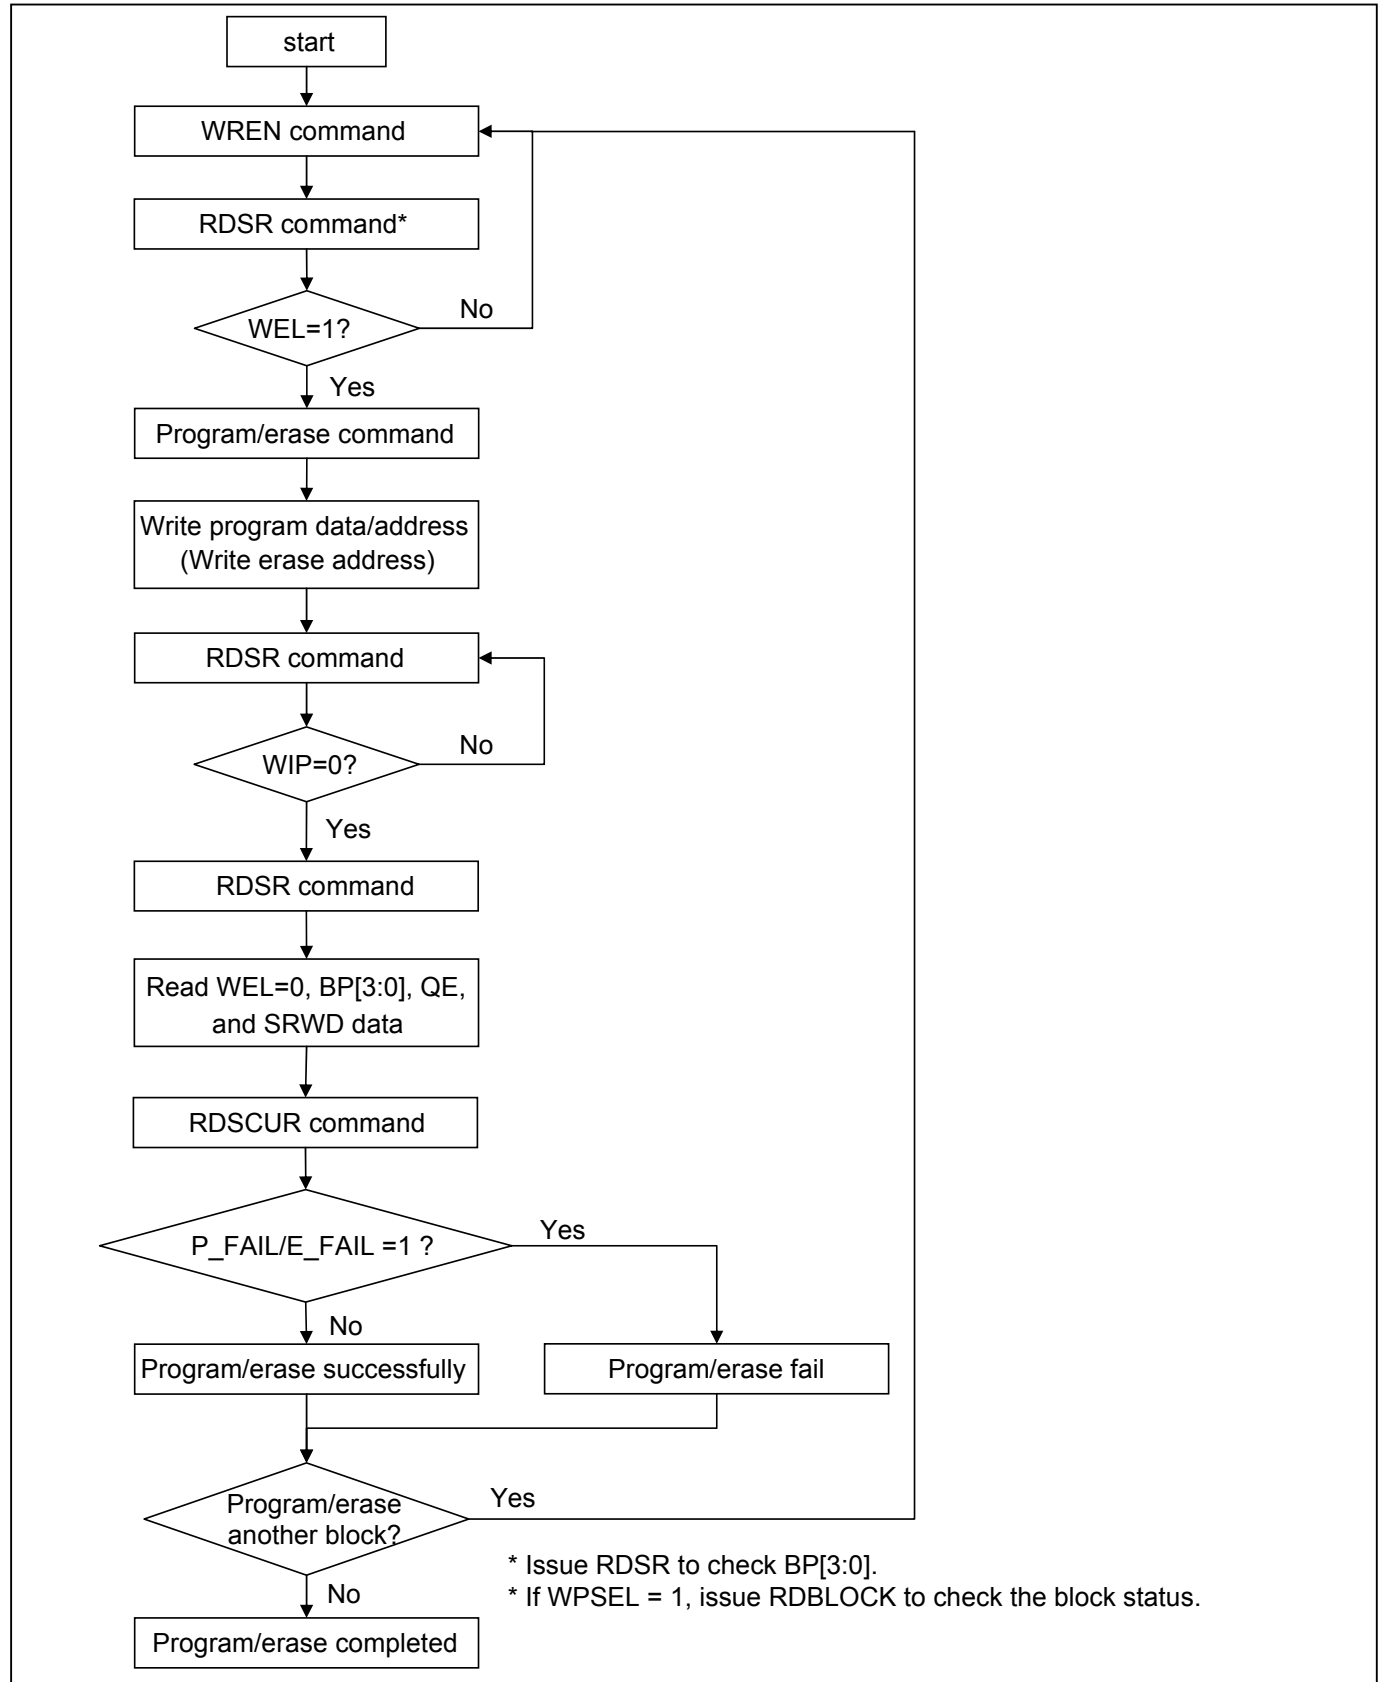 start
WREN command
RDSR command*
WEL=1?
No
Yes
Program/erase command
Write program data/address
(Write erase address)
RDSR command
WIP=0?
No
Yes
RDSR command
Read WEL=0, BP[3:0], QE,
and SRWD data
RDSCUR command
P_FAIL/E_FAIL =1 ?
Yes
No
Program/erase successfully
Program/erase fail
Program/erase
another block?
Yes
No
* Issue RDSR to check BP[3:0].
* If WPSEL = 1, issue RDBLOCK to check the block status.
Program/erase completed